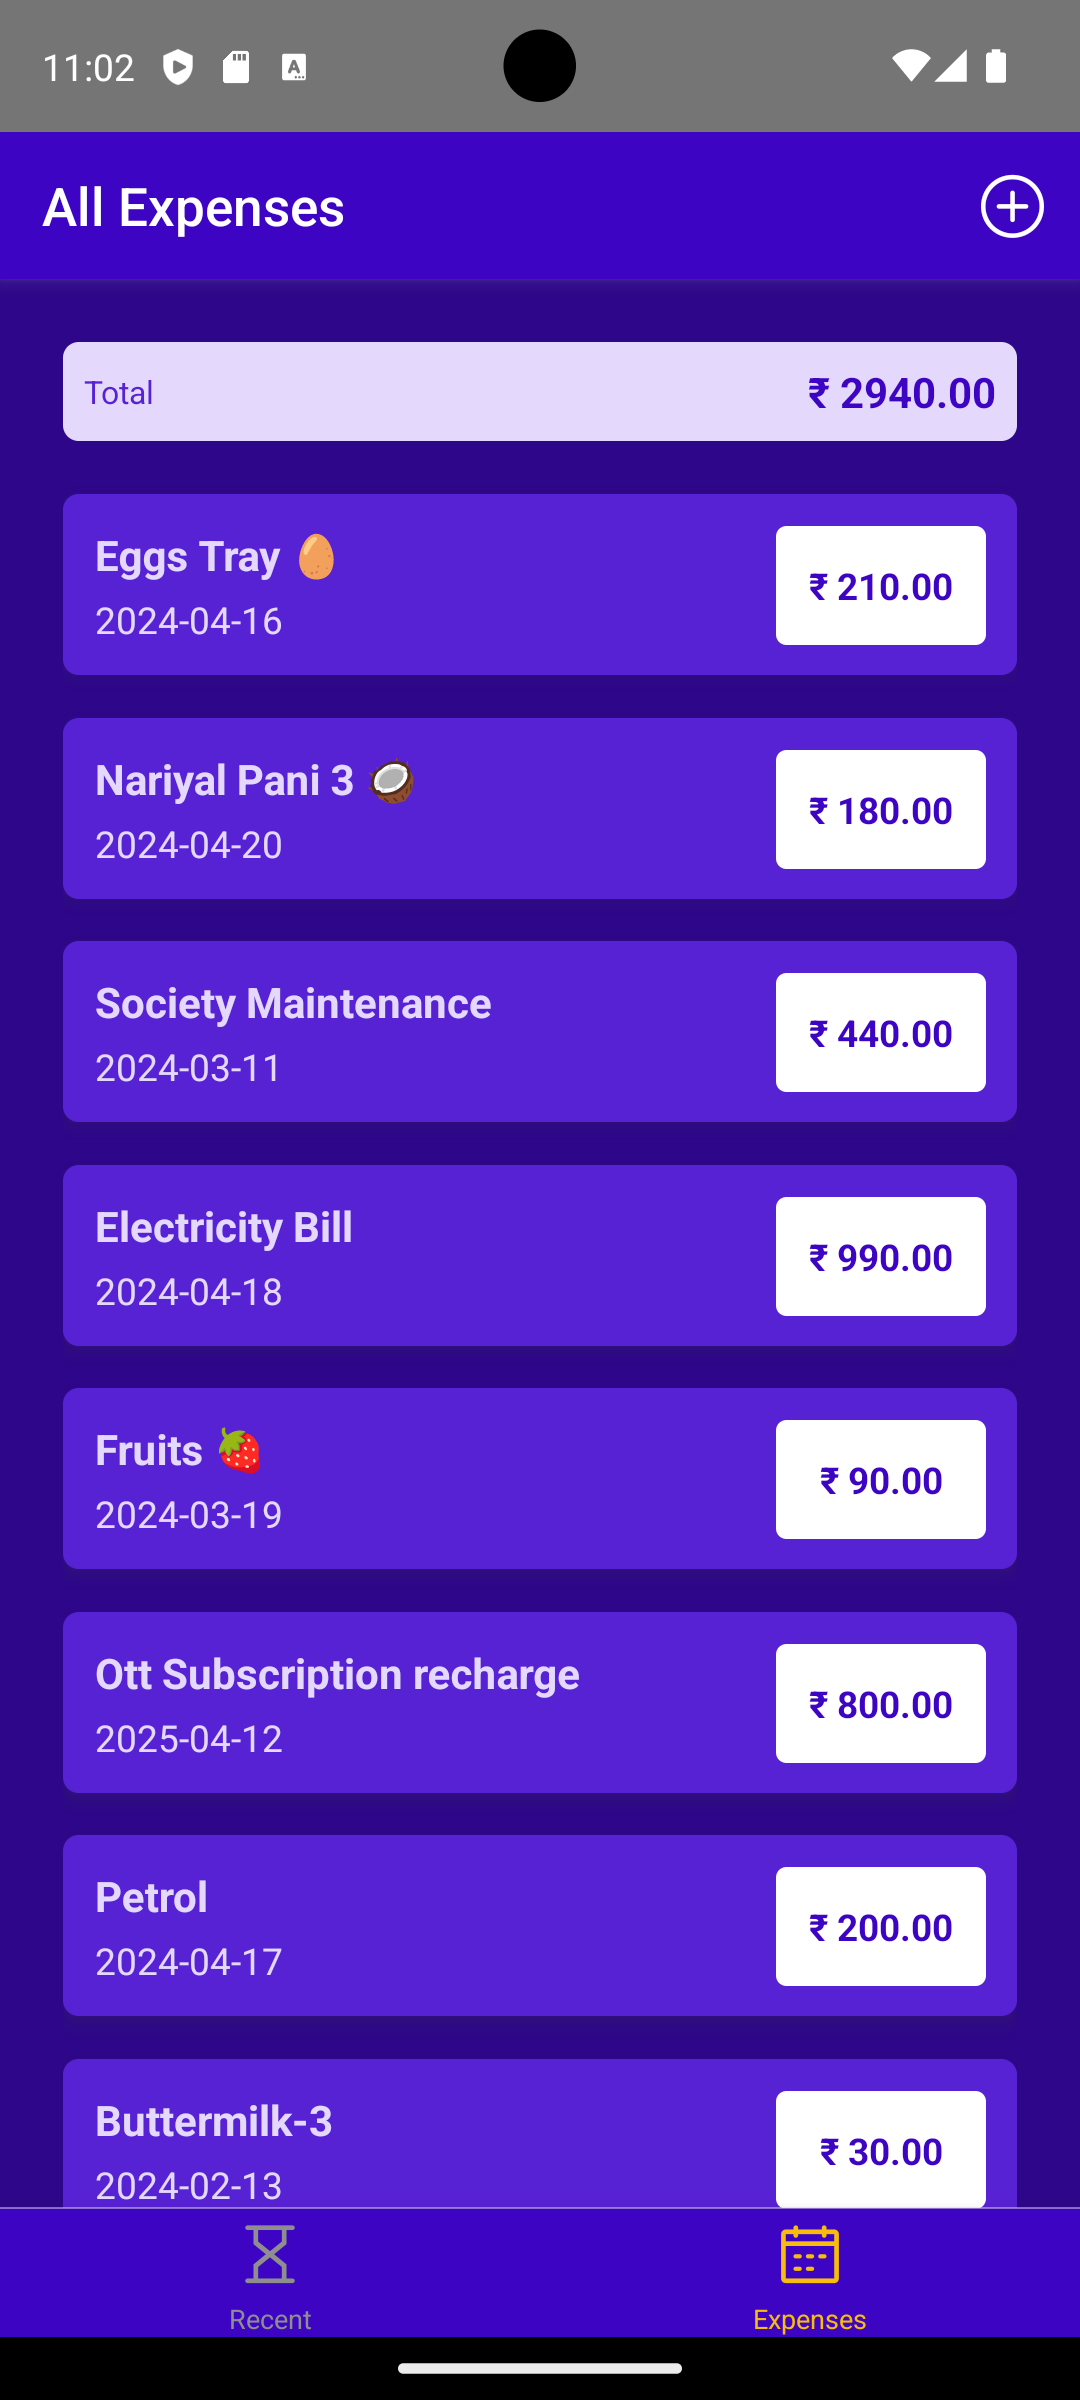 11:02
All Expenses
Total ₹ 2940.00
Eggs Tray 🥚
2024-04-16
₹ 210.00
Nariyal Pani 3 🥥
2024-04-20
₹ 180.00
Society Maintenance
2024-03-11
₹ 440.00
Electricity Bill
2024-04-18
₹ 990.00
Fruits 🍓
2024-03-19
₹ 90.00
Ott Subscription recharge
2025-04-12
₹ 800.00
Petrol
2024-04-17
₹ 200.00
Buttermilk-3
2024-02-13
₹ 30.00
Recent
Expenses